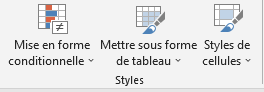 Mise en forme Mettre sous forme Styles de
conditionnelle de tableau cellules
Styles